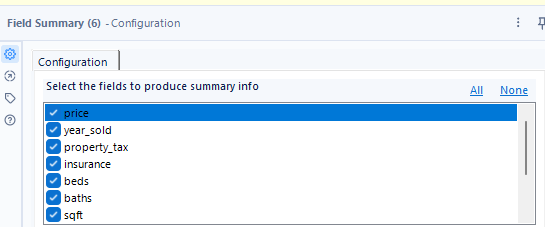 Field Summary (6) - Configuration
Configuration
Select the fields to produce summary info All None
price
year_sold
property_tax
insurance
beds
baths
sqft